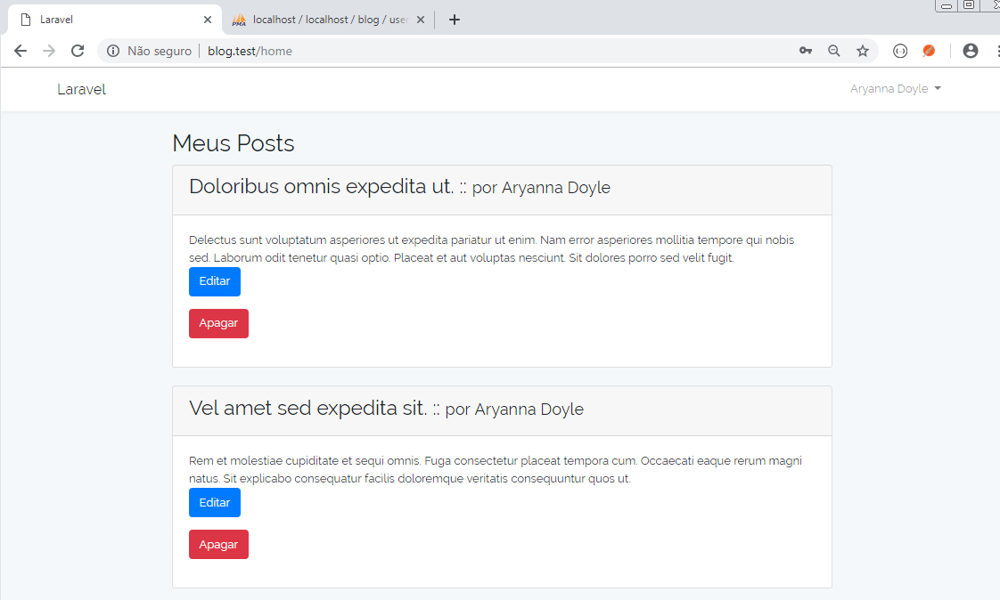 Laravel
localhost / localhost / blog / user
Não seguro
blog.test/home
Laravel
Aryanna Doyle
Meus Posts
Doloribus omnis expedita ut. :: por Aryanna Doyle
Delectus sunt voluptatum asperiores ut expedita pariatur ut enim. Nam error asperiores mollitia tempore qui nobis
sed. Laborum odit tenetur quasi optio. Placeat et aut voluptas nesciunt. Sit dolores porro sed velit fugit.
Editar
Apagar
Vel amet sed expedita sit. :: por Aryanna Doyle
Rem et molestiae cupiditate et sequi omnis. Fuga consectetur placeat tempora cum. Occaecati eaque rerum magni
natus. Sit explicabo consequatur facilis doloremque veritatis consequuntur quos ut.
Editar
Apagar